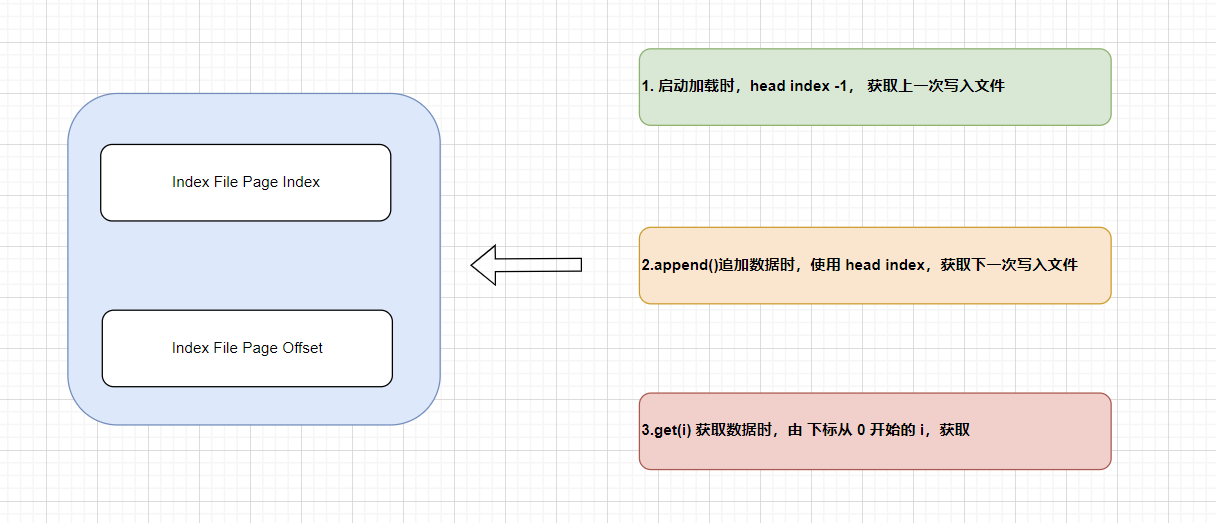 Index File Page Index
Index File Page Offset
1. 启动加载时，head index -1， 获取上一次写入文件
2.append()追加数据时，使用 head index，获取下一次写入文件
3.get(i) 获取数据时，由 下标从 0 开始的 i，获取